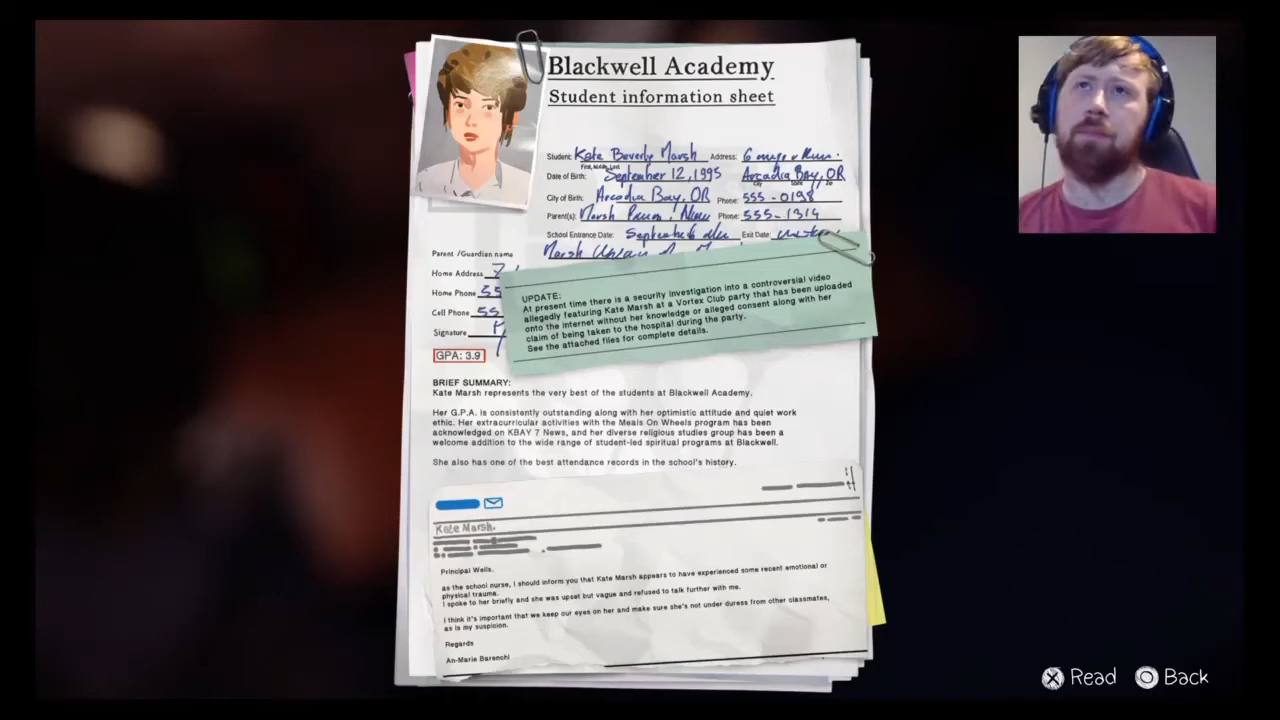 Blackwell Academy
Student information sheet
Student: Kate Beverly Marsh Address:
First, Middle, Last
Date of Birth: September 12, 1995 Arcadia Bay, OR
City State Zip
City of Birth: Arcadia Bay, OR Phone: 555-0198
Parent(s): Marsh Phone: 555-1314
School Entrance Date: Exit Date:
Parent /Guardian name Marsh
Home Address
Home Phone 55
Cell Phone 55
Signature
UPDATE:
At present time there is a security investigation into a controversial video
allegedly featuring Kate Marsh at a Vortex Club party that has been uploaded
onto the internet without her knowledge or alleged consent along with her
claim of being taken to the hospital during the party.
See the attached files for complete details.
GPA: 3.9
BRIEF SUMMARY:
Kate Marsh represents the very best of the students at Blackwell Academy.
Her G.P.A. is consistently outstanding along with her optimistic attitude and quiet work
ethic. Her extracurricular activities with the Meals On Wheels program has been
acknowledged on KBAY 7 News, and her diverse religious studies group has been a
welcome addition to the wide range of student-led spiritual programs at Blackwell.
She also has one of the best attendance records in the school's history.
Kate Marsh.
Principal Wells,
as the school nurse, I should inform you that Kate Marsh appears to have experienced some recent emotional or
physical trauma.
I spoke to her briefly and she was upset but vague and refused to talk further with me.
I think it's important that we keep our eyes on her and make sure she's not under duress from other classmates,
as is my suspicion.
Regards
An-Marie Barenchi
Read Back